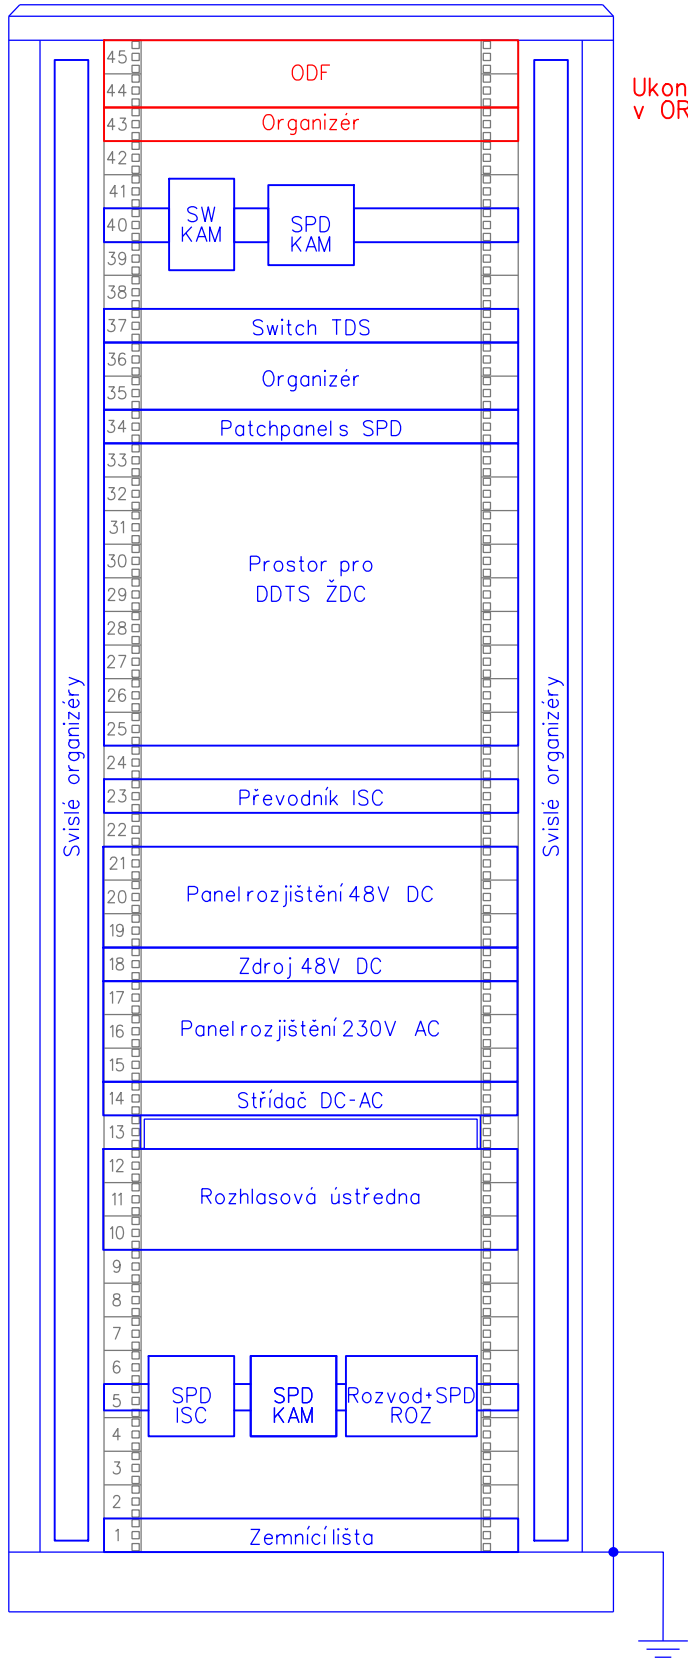 45
ODF
44
Ukon
v OR
43
Organizér
42
41
SW
KAM
SPD
KAM
40
39
38
37
Switch TDS
36
Organizér
35
34
Patchpanel s SPD
33
32
31
30
Prostor pro
DDTS ŽDC
29
28
27
26
25
Svislé organizéry
Svislé organizéry
24
23
Převodník ISC
22
21
20
Panel rozjištění 48V DC
19
18
Zdroj 48V DC
17
16
Panel rozjištění 230V AC
15
14
Střídač DC-AC
13
12
11
Rozhlasová ústředna
10
9
8
7
6
5
SPD
ISC
SPD
KAM
Rozvod+SPD
ROZ
4
3
2
1
Zemnící lišta